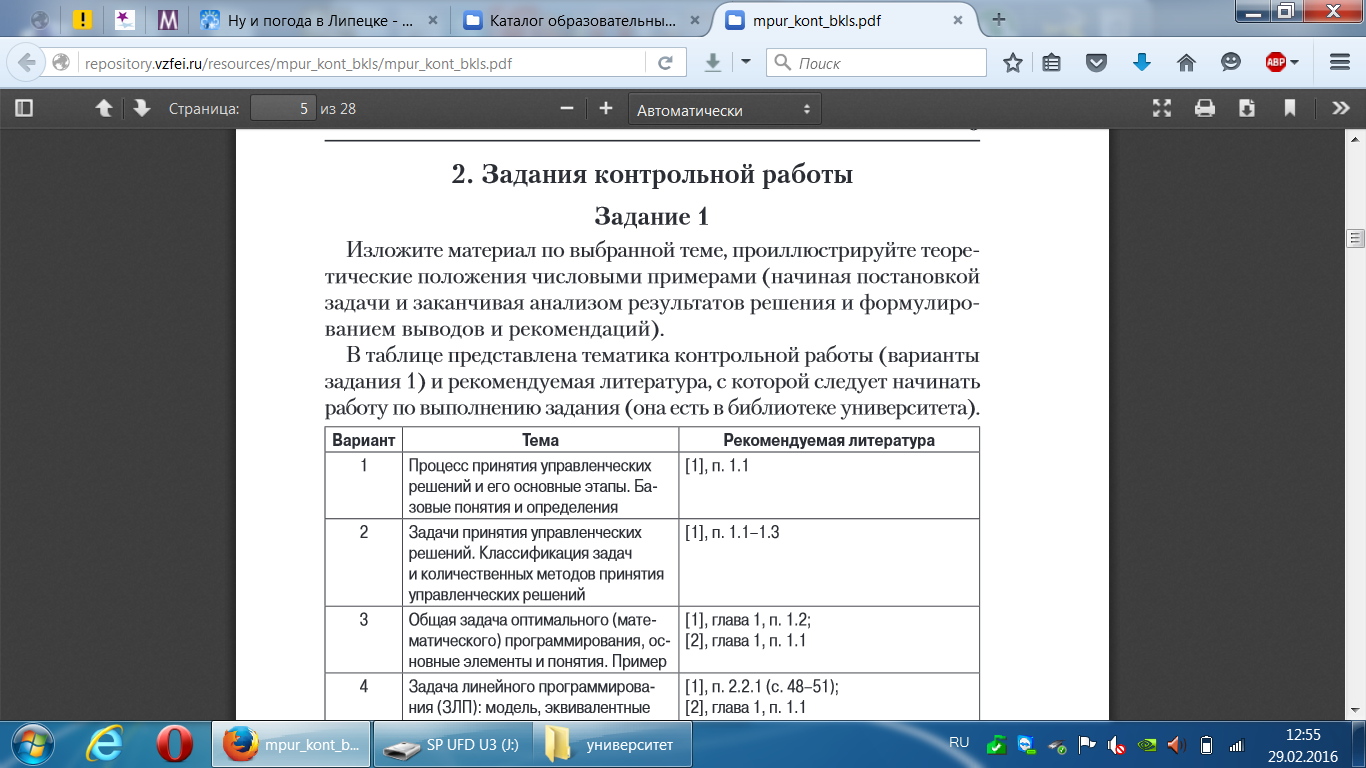 Ну и погода в Липецке - ...
Каталог образовательны...
mpur_kont_bkls.pdf
repository.vzfei.ru/resources/mpur_kont_bkls/mpur_kont_bkls.pdf
Поиск
ABP
Страница: 5 из 28
Автоматически
2. Задания контрольной работы
Задание 1
Изложите материал по выбранной теме, проиллюстрируйте теоре-
тические положения числовыми примерами (начиная постановкой
задачи и заканчивая анализом результатов решения и формулиро-
ванием выводов и рекомендаций).
В таблице представлена тематика контрольной работы (варианты
задания 1) и рекомендуемая литература, с которой следует начинать
работу по выполнению задания (она есть в библиотеке университета).
Вариант Тема Рекомендуемая литература
1 Процесс принятия управленческих [1], п. 1.1
решений и его основные этапы. Ба-
зовые понятия и определения
2 Задачи принятия управленческих [1], п. 1.1–1.3
решений. Классификация задач
и количественных методов принятия
управленческих решений
3 Общая задача оптимального (мате- [1], глава 1, п. 1.2;
матического) программирования, ос- [2], глава 1, п. 1.1
новные элементы и понятия. Пример
4 Задача линейного программирова- [1], п. 2.2.1 (с. 48–51);
ния (ЗЛП): модель, эквивалентные [2], глава 1, п. 1.1
mpur_kont_b...
SP UFD U3 (J:)
университет
RU
12:55
29.02.2016